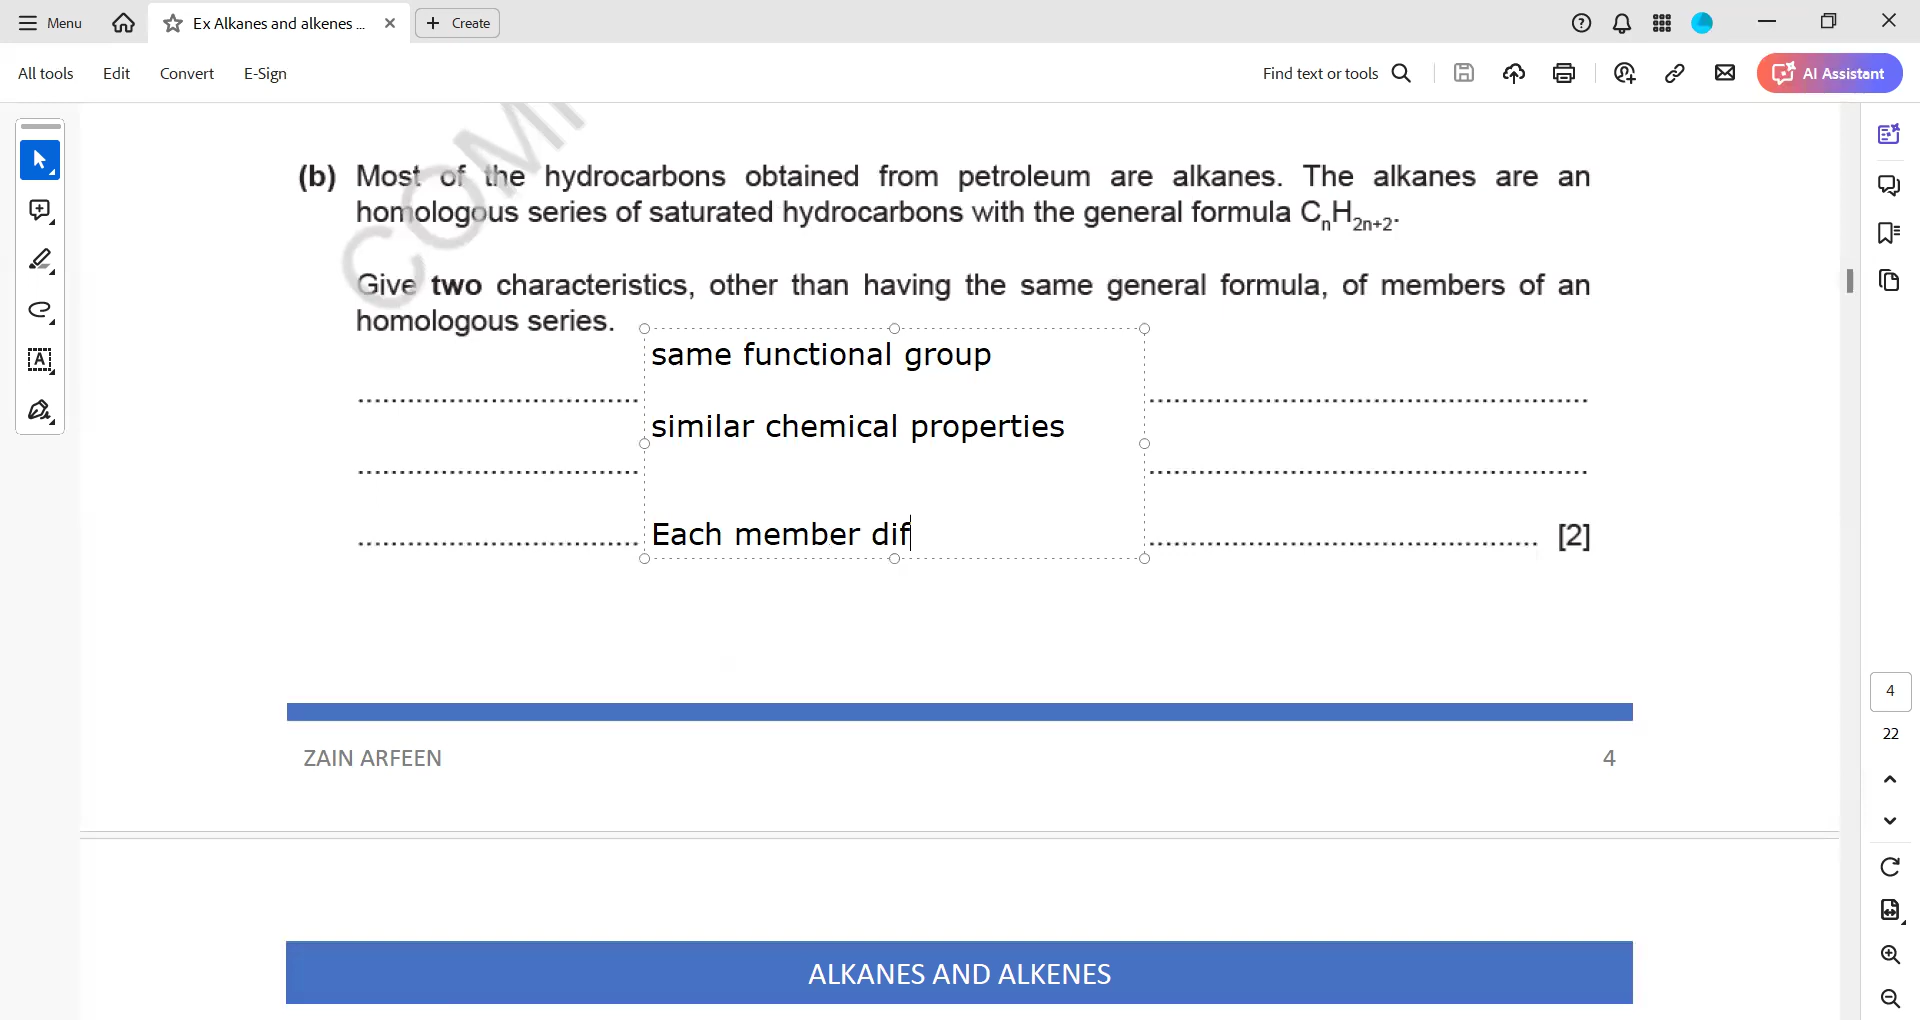 Menu
Ex Alkanes and alkenes ...
Create
All tools
Edit
Convert
E-Sign
Find text or tools
AI Assistant
COM
(b) Most of the hydrocarbons obtained from petroleum are alkanes. The alkanes are an
homologous series of saturated hydrocarbons with the general formula CₙH₂ₙ₊₂.
Give two characteristics, other than having the same general formula, of members of an
homologous series.
same functional group
similar chemical properties
Each member dif
[2]
ZAIN ARFEEN
4
ALKANES AND ALKENES
4
22